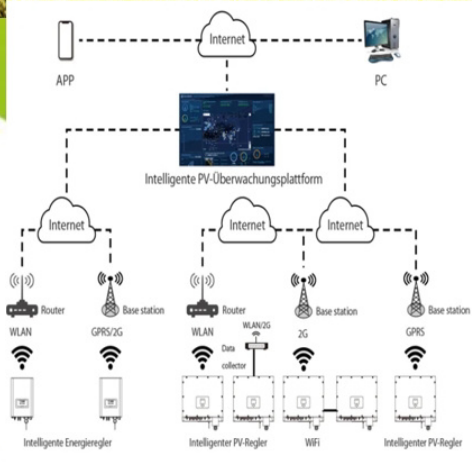 Internet
APP
PC
Intelligente PV-Überwachungsplattform
Internet
Internet
Internet
Router
Base station
Router
Base station
Base station
WLAN
GPRS/2G
WLAN
WLAN/2G
2G
GPRS
Data
collector
Intelligente Energieregler
Intelligenter PV-Regler
WiFi
Intelligenter PV-Regler